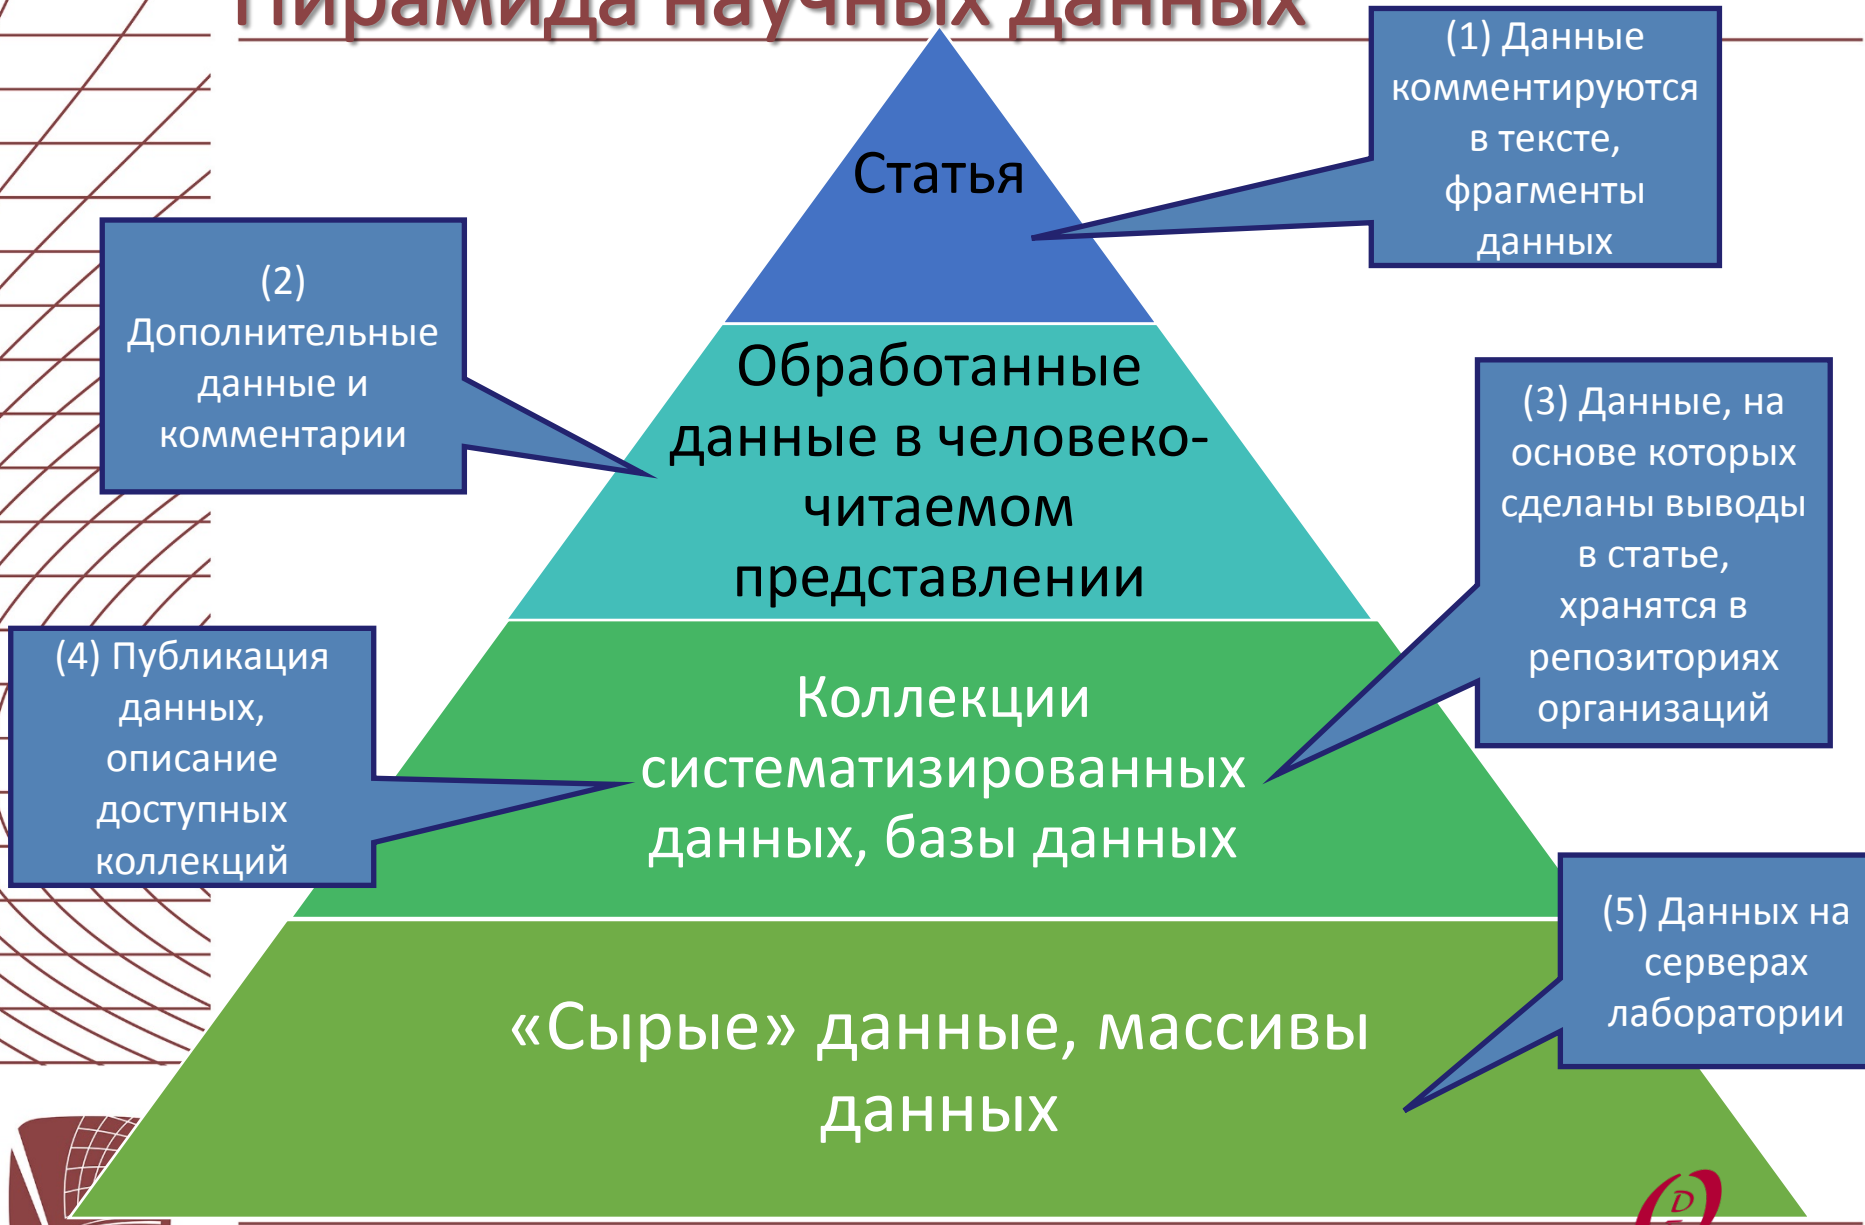 Пирамида научных данных
(1) Данные
комментируются
в тексте,
фрагменты
данных
Статья
(2)
Дополнительные
данные и
комментарии
Обработанные
данные в человеко-
читаемом
представлении
(3) Данные, на
основе которых
сделаны выводы
в статье,
хранятся в
репозиториях
организаций
(4) Публикация
данных,
описание
доступных
коллекций
Коллекции
систематизированных
данных, базы данных
(5) Данных на
серверах
лаборатории
«Сырые» данные, массивы
данных
D